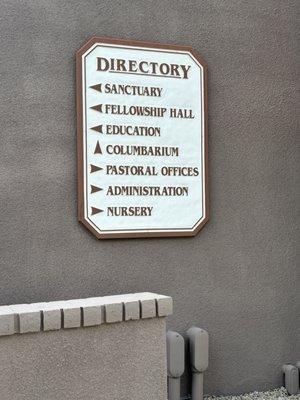 DIRECTORY
SANCTUARY
FELLOWSHIP HALL
EDUCATION
COLUMBARIUM
PASTORAL OFFICES
ADMINISTRATION
NURSERY